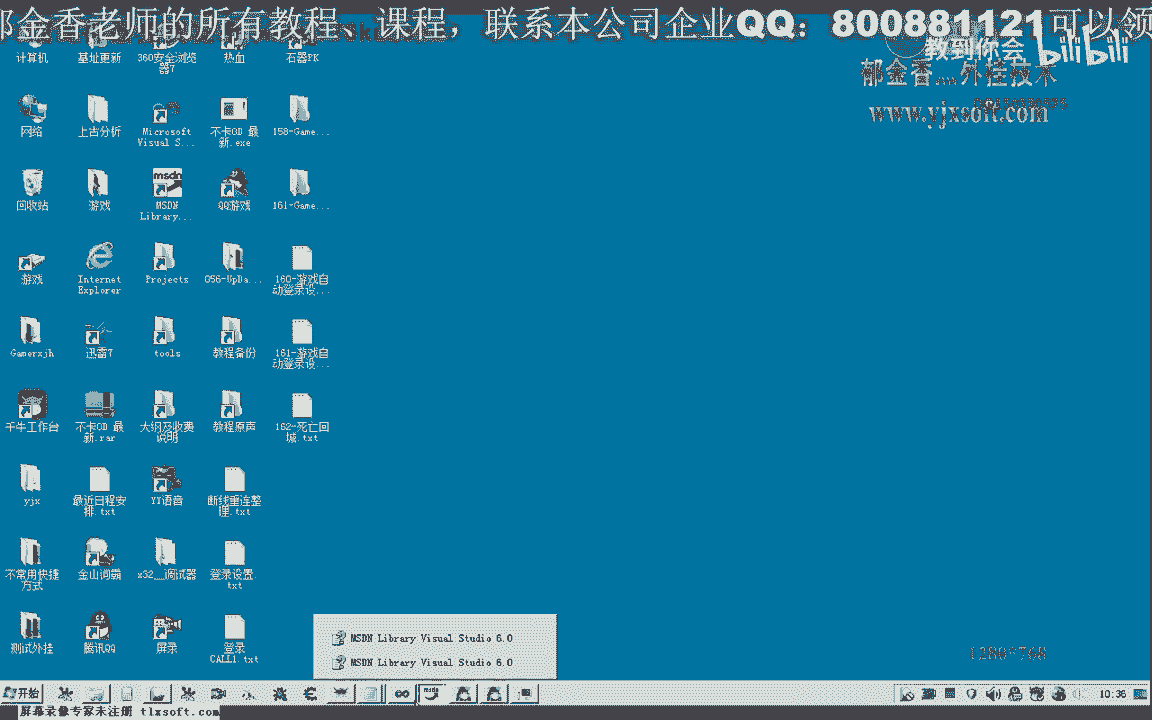 郁金香老师的所有教程、课程，联系本公司企业QQ：800881121可以领
教到你会
bilibili
郁金香....外挂技术
www.yjxsoft.com
计算机
基址更新
360安全浏览器7
热血
石器PK
网络
上古分析
Microsoft Visual S...
不卡OD 最新.exe
158-Game...
msdn
回收站
游戏
MSDN Library...
QQ游戏
161-Game...
游戏
Internet Explorer
Projects
056-UpDa...
160-游戏自动登录设...
Gamerxjh
迅雷7
tools
教程备份
161-游戏自动登录设...
千牛工作台
不卡OD 最新.rar
大纲及收费说明
教程原声
162-死亡回城.txt
yjx
最近日程安排.txt
YY语音
断线重连整理.txt
不常用快捷方式
金山词霸
x32__调试器
登录设置.txt
测试外挂
腾讯QQ
屏录
登录CALL1.txt
MSDN Library Visual Studio 6.0
MSDN Library Visual Studio 6.0
1280*768
开始
10:36
屏幕录像专家未注册 tlxsoft.com